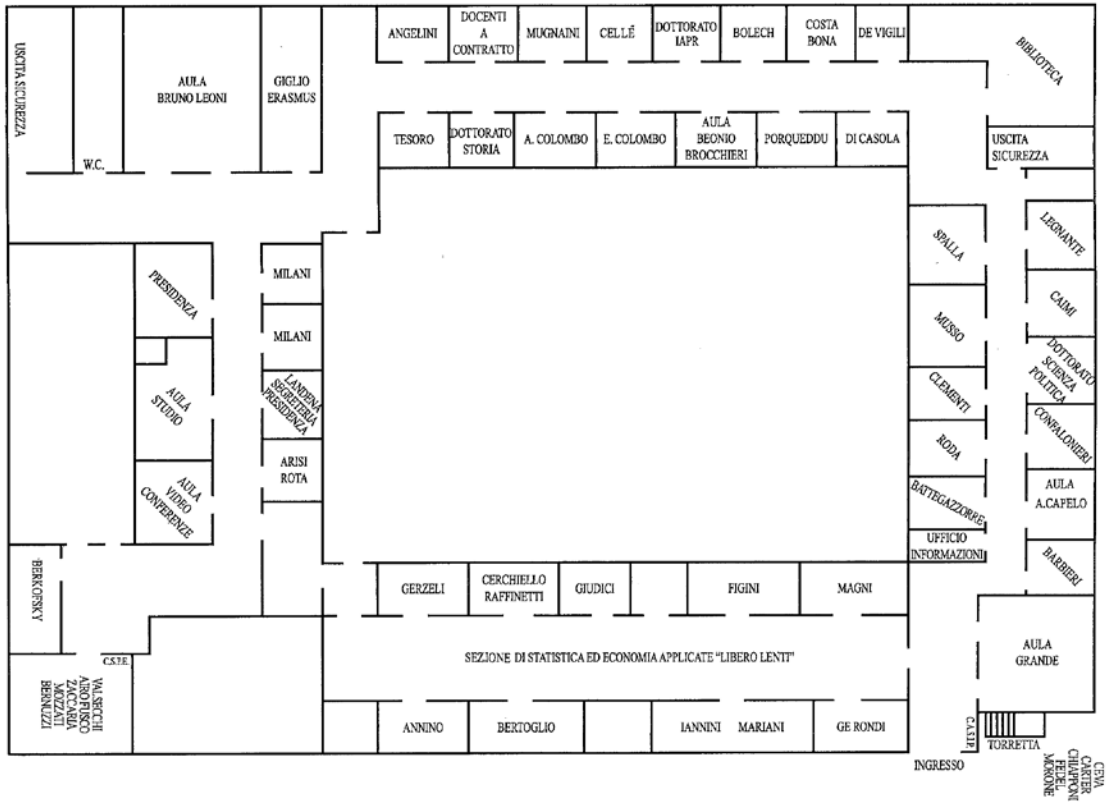 USCITA SICUREZZA
W.C.
AULA
BRUNO LEONI
GIGLIO
ERASMUS
ANGELINI
DOCENTI
A
CONTRATTO
MUGNAINI
CELLÉ
DOTTORATO
IAPR
BOLECH
COSTA
BONA
DE VIGILI
BIBLIOTECA
TESORO
DOTTORATO
STORIA
A. COLOMBO
E. COLOMBO
AULA
BEONIO
BROCCHIERI
PORQUEDDU
DI CASOLA
USCITA
SICUREZZA
PRESIDENZA
AULA
STUDIO
AULA
VIDEO
CONFERENZE
MILANI
MILANI
LANDENA
SEGRETERIA
PRESIDENZA
ARISI
ROTA
SPALLA
MUSSO
CLEMENTI
RODA
BATTEGAZZORRE
UFFICIO
INFORMAZIONI
LEGNANTE
CAIMI
DOTTORATO
SCIENZA
POLITICA
CONFALONIERI
AULA
A.CAPELO
BARBIERI
BERKOFSKY
GERZELI
CERCHIELLO
RAFFINETTI
GIUDICI
FIGINI
MAGNI
SEZIONE DI STATISTICA ED ECONOMIA APPLICATE "LIBERO LENTI"
AULA
GRANDE
C.S.P.E.
VALSECCHI
AIRO FUSCO
ZACCARIA
MOZZATI
BERNUZZI
ANNINO
BERTOGLIO
IANNINI MARIANI
GE RONDI
C.A.S.I.P.
INGRESSO
TORRETTA
CEVA
CARTER
CHIAPPONI
FEDEL
MORONE